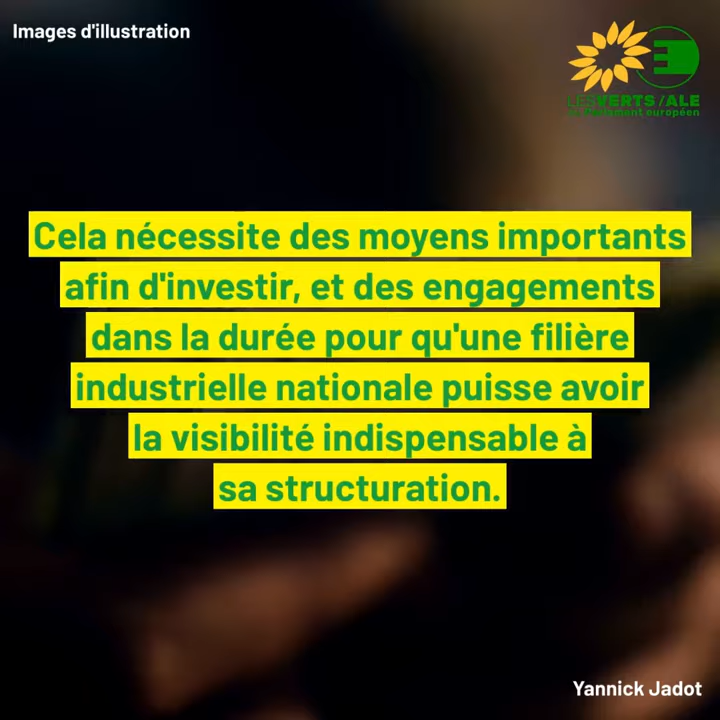 Images d'illustration
LES VERTS/ALE
au Parlement européen
Cela nécessite des moyens importants
afin d'investir, et des engagements
dans la durée pour qu'une filière
industrielle nationale puisse avoir
la visibilité indispensable à
sa structuration.
Yannick Jadot